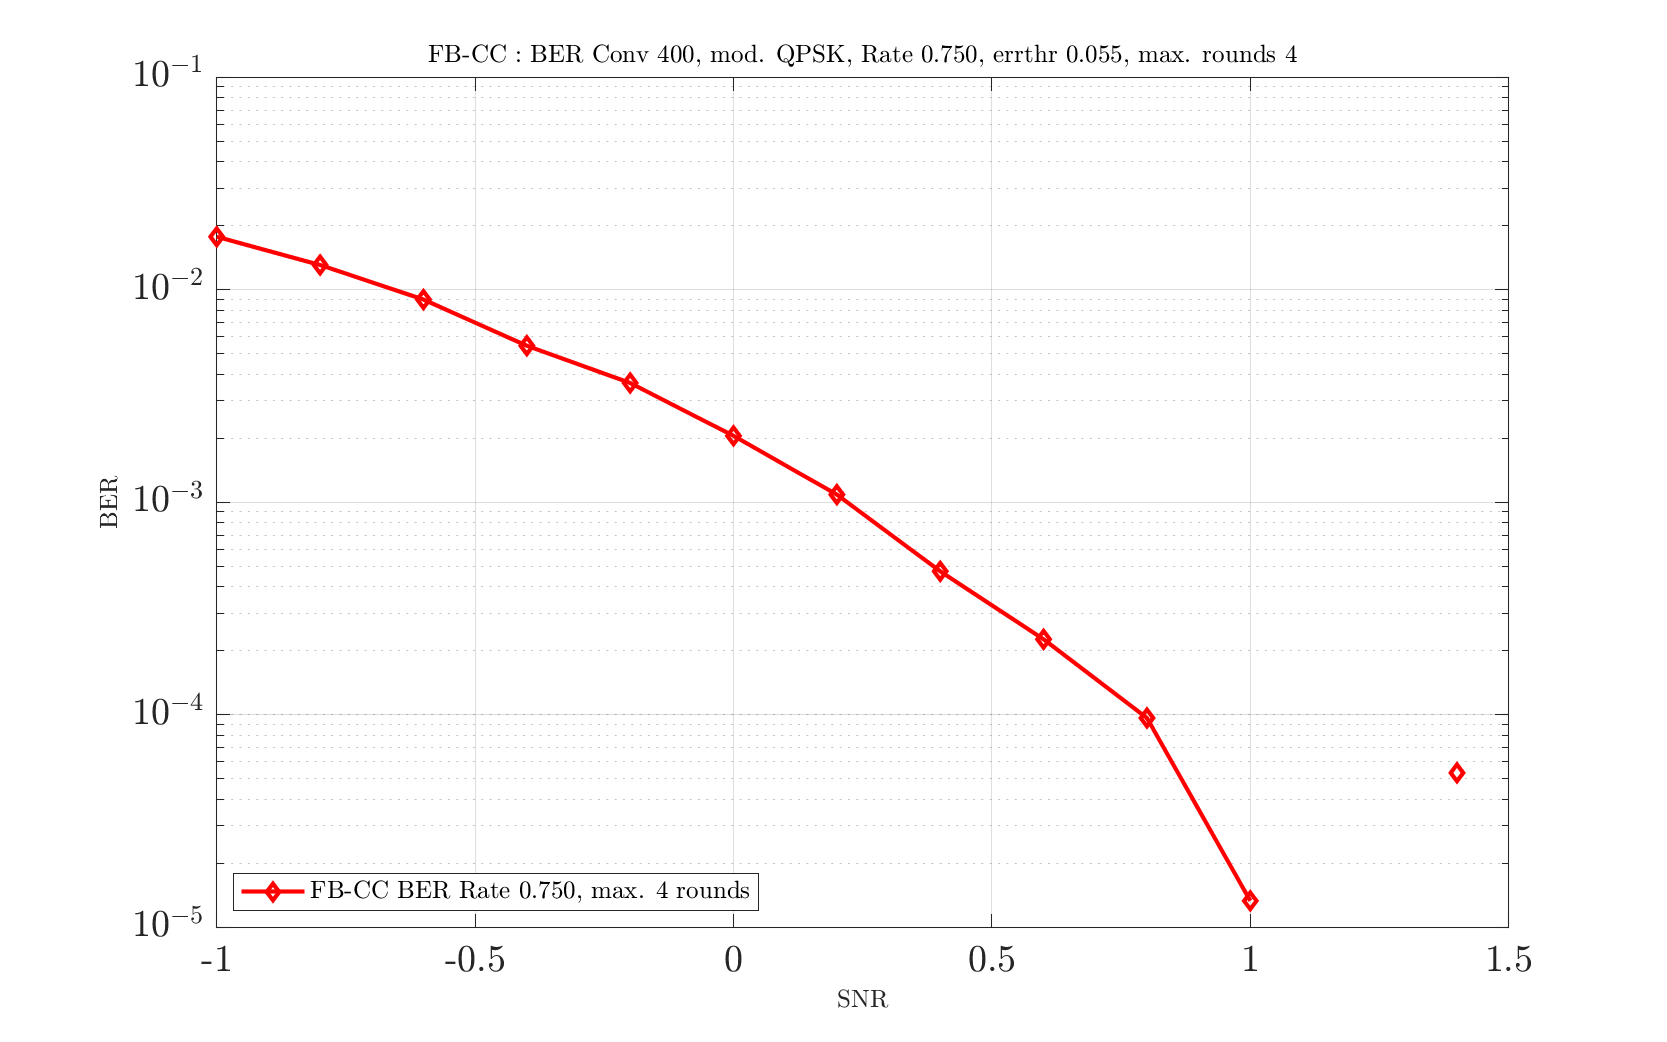 FB-CC : BER Conv 400, mod. QPSK, Rate 0.750, errthr 0.055, max. rounds 4
10^{-1}
10^{-2}
10^{-3}
10^{-4}
10^{-5}
BER
FB-CC BER Rate 0.750, max. 4 rounds
-1 -0.5 0 0.5 1 1.5
SNR